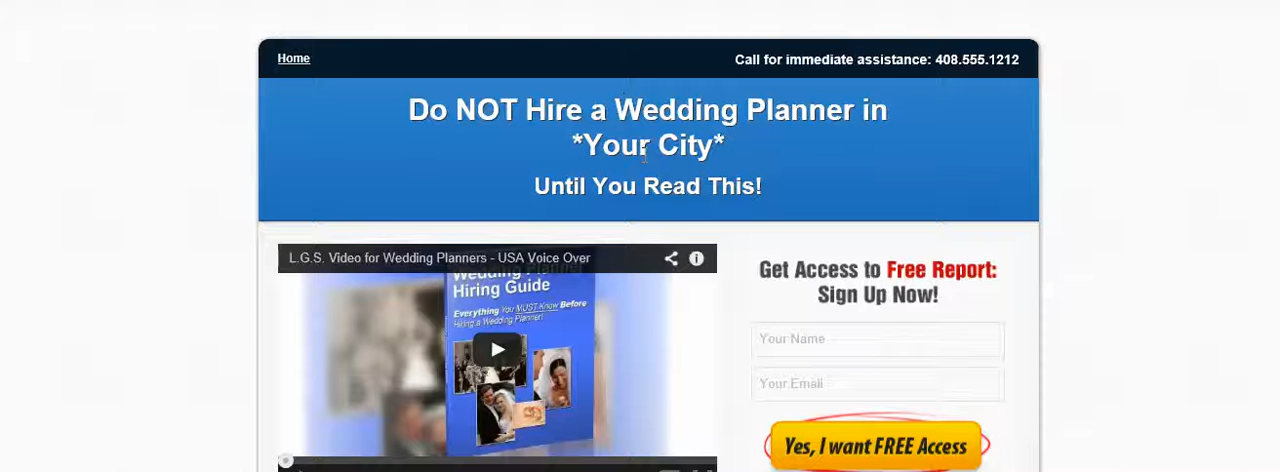 Home
Call for immediate assistance: 408.555.1212
Do NOT Hire a Wedding Planner in
*Your City*
Until You Read This!
L.G.S. Video for Wedding Planners - USA Voice Over
Wedding Planner
Hiring Guide
Everything You MUST Know Before
Hiring a Wedding Planner!
Get Access to Free Report:
Sign Up Now!
Your Name
Your Email
Yes, I want FREE Access